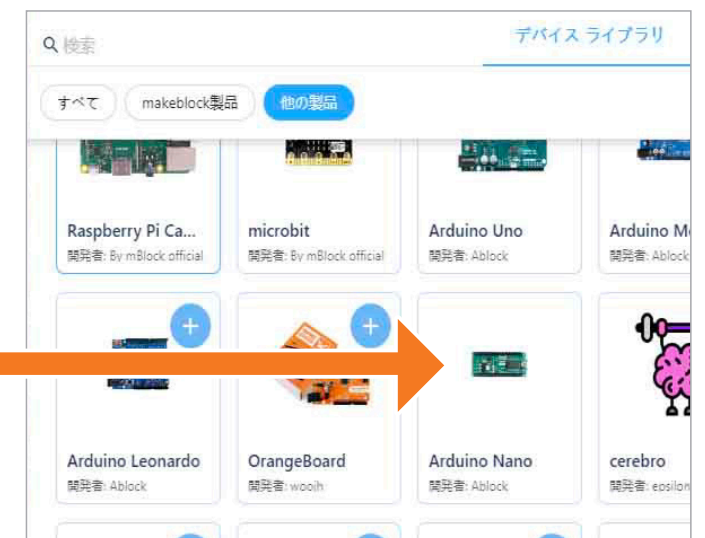 検索
デバイス ライブラリ
すべて
makeblock製品
他の製品
Raspberry Pi Ca...
開発者: By mBlock official
microbit
開発者: By mBlock official
Arduino Uno
開発者: Ablock
Arduino M
開発者: Ablock
Arduino Leonardo
開発者: Ablock
OrangeBoard
開発者: wooih
Arduino Nano
開発者: Ablock
cerebro
開発者: epsilon